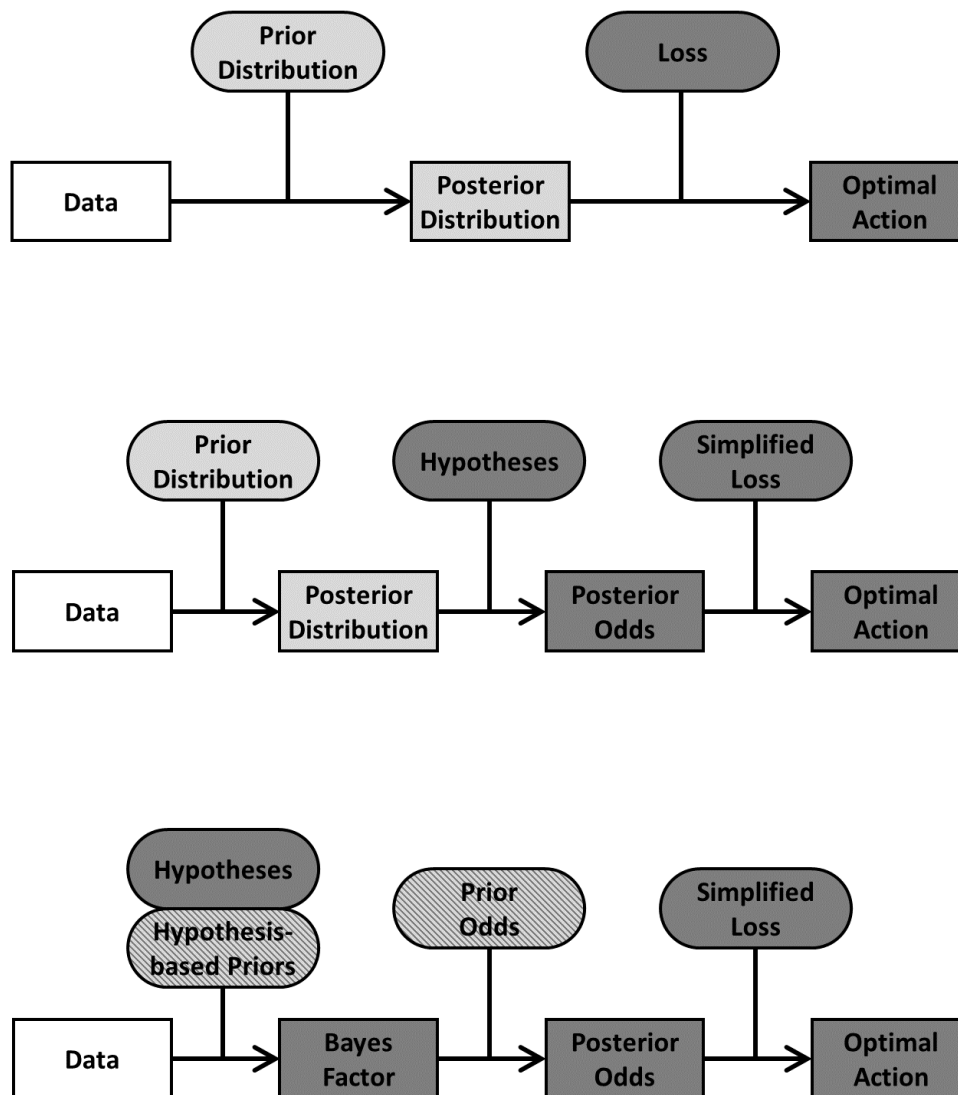 Prior
Distribution
Loss
Data
Posterior
Distribution
Optimal
Action
Prior
Distribution
Hypotheses
Simplified
Loss
Data
Posterior
Distribution
Posterior
Odds
Optimal
Action
Hypotheses
Hypothesis-
based Priors
Prior
Odds
Simplified
Loss
Data
Bayes
Factor
Posterior
Odds
Optimal
Action